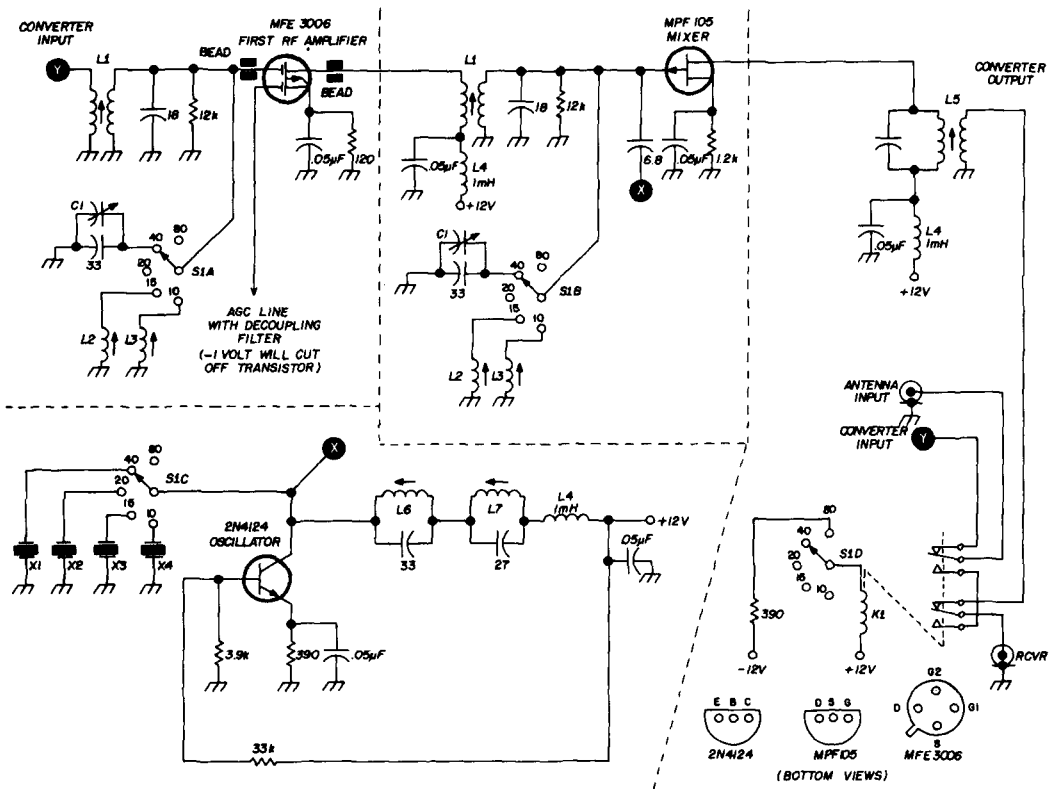 CONVERTER
INPUT
Y
L1
BEAD
MFE 3006
FIRST RF AMPLIFIER
BEAD
18
12k
.05µF
120
C1
33
80
40
20
15
10
S1A
L2
L3
AGC LINE
WITH DECOUPLING
FILTER
(-1 VOLT WILL CUT
OFF TRANSISTOR)
L1
18
12k
MPF 105
MIXER
.05µF
L4
1mH
+12V
6.8
X
.05µF
1.2k
C1
33
80
40
20
15
10
S1B
L2
L3
CONVERTER
OUTPUT
L5
.05µF
L4
1mH
+12V
80
40
20
15
10
S1C
X
X1
X2
X3
X4
2N4124
OSCILLATOR
3.9k
390
.05µF
33k
L6
33
L7
27
L4
1mH
+12V
.05µF
ANTENNA
INPUT
CONVERTER
INPUT
Y
80
40
20
15
10
S1D
390
K1
-12V
+12V
RCVR
E B C
2N4124
D S G
MPF105
G2
D
G1
S
MFE3006
(BOTTOM VIEWS)